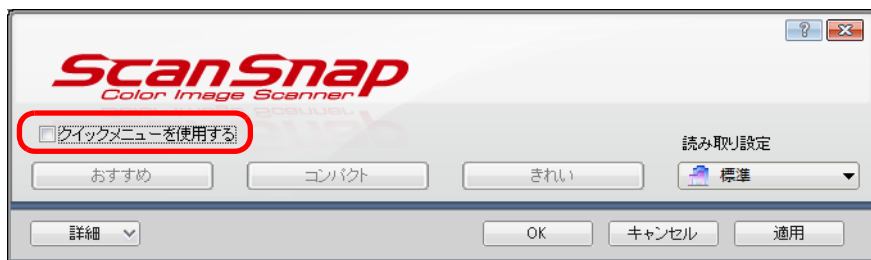 ?
ScanSnap
Color Image Scanner
クイックメニューを使用する
読み取り設定
おすすめ コンパクト きれい 標準
詳細 OK キャンセル 適用